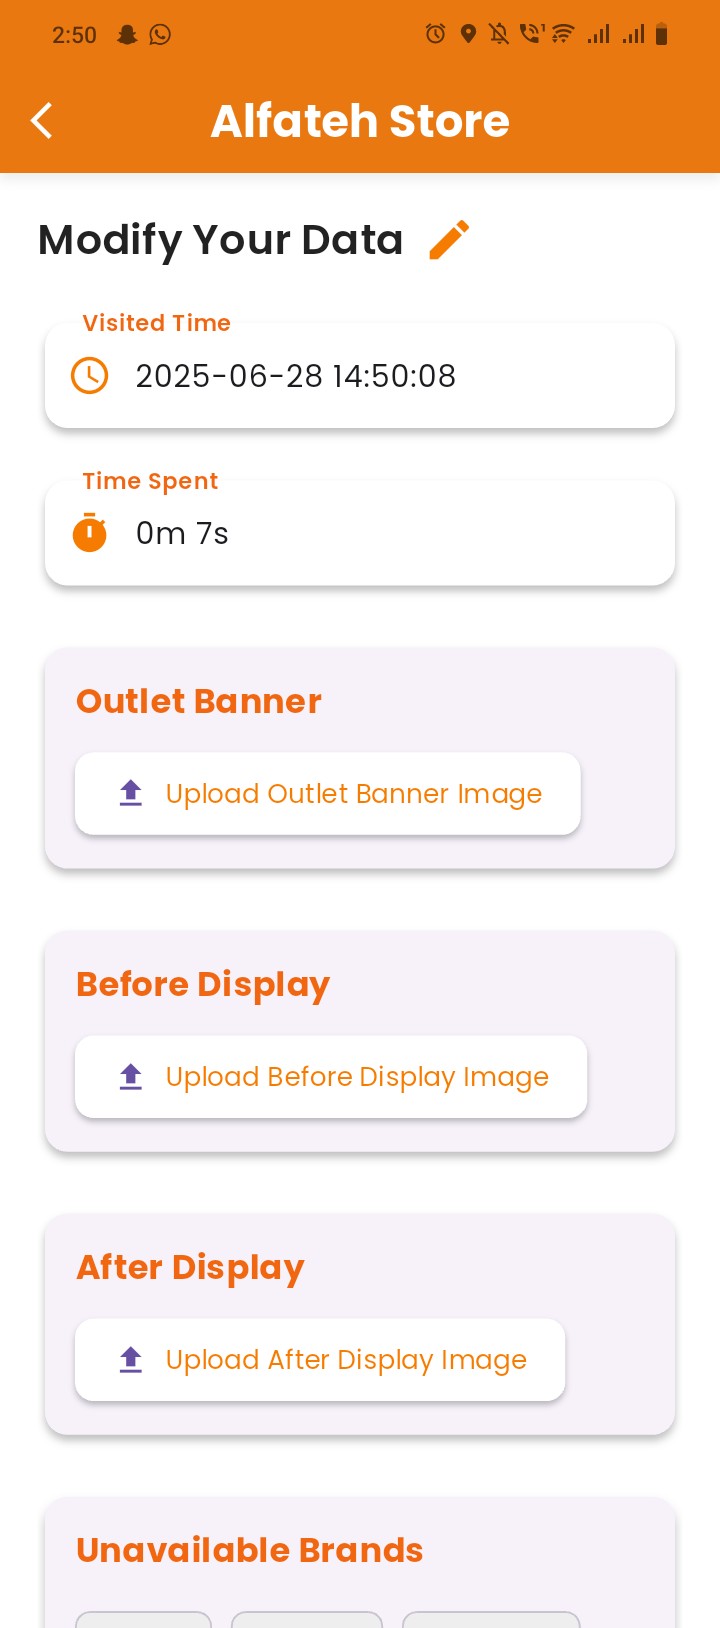 2:50
Alfateh Store
Modify Your Data
Visited Time
2025-06-28 14:50:08
Time Spent
0m 7s
Outlet Banner
Upload Outlet Banner Image
Before Display
Upload Before Display Image
After Display
Upload After Display Image
Unavailable Brands